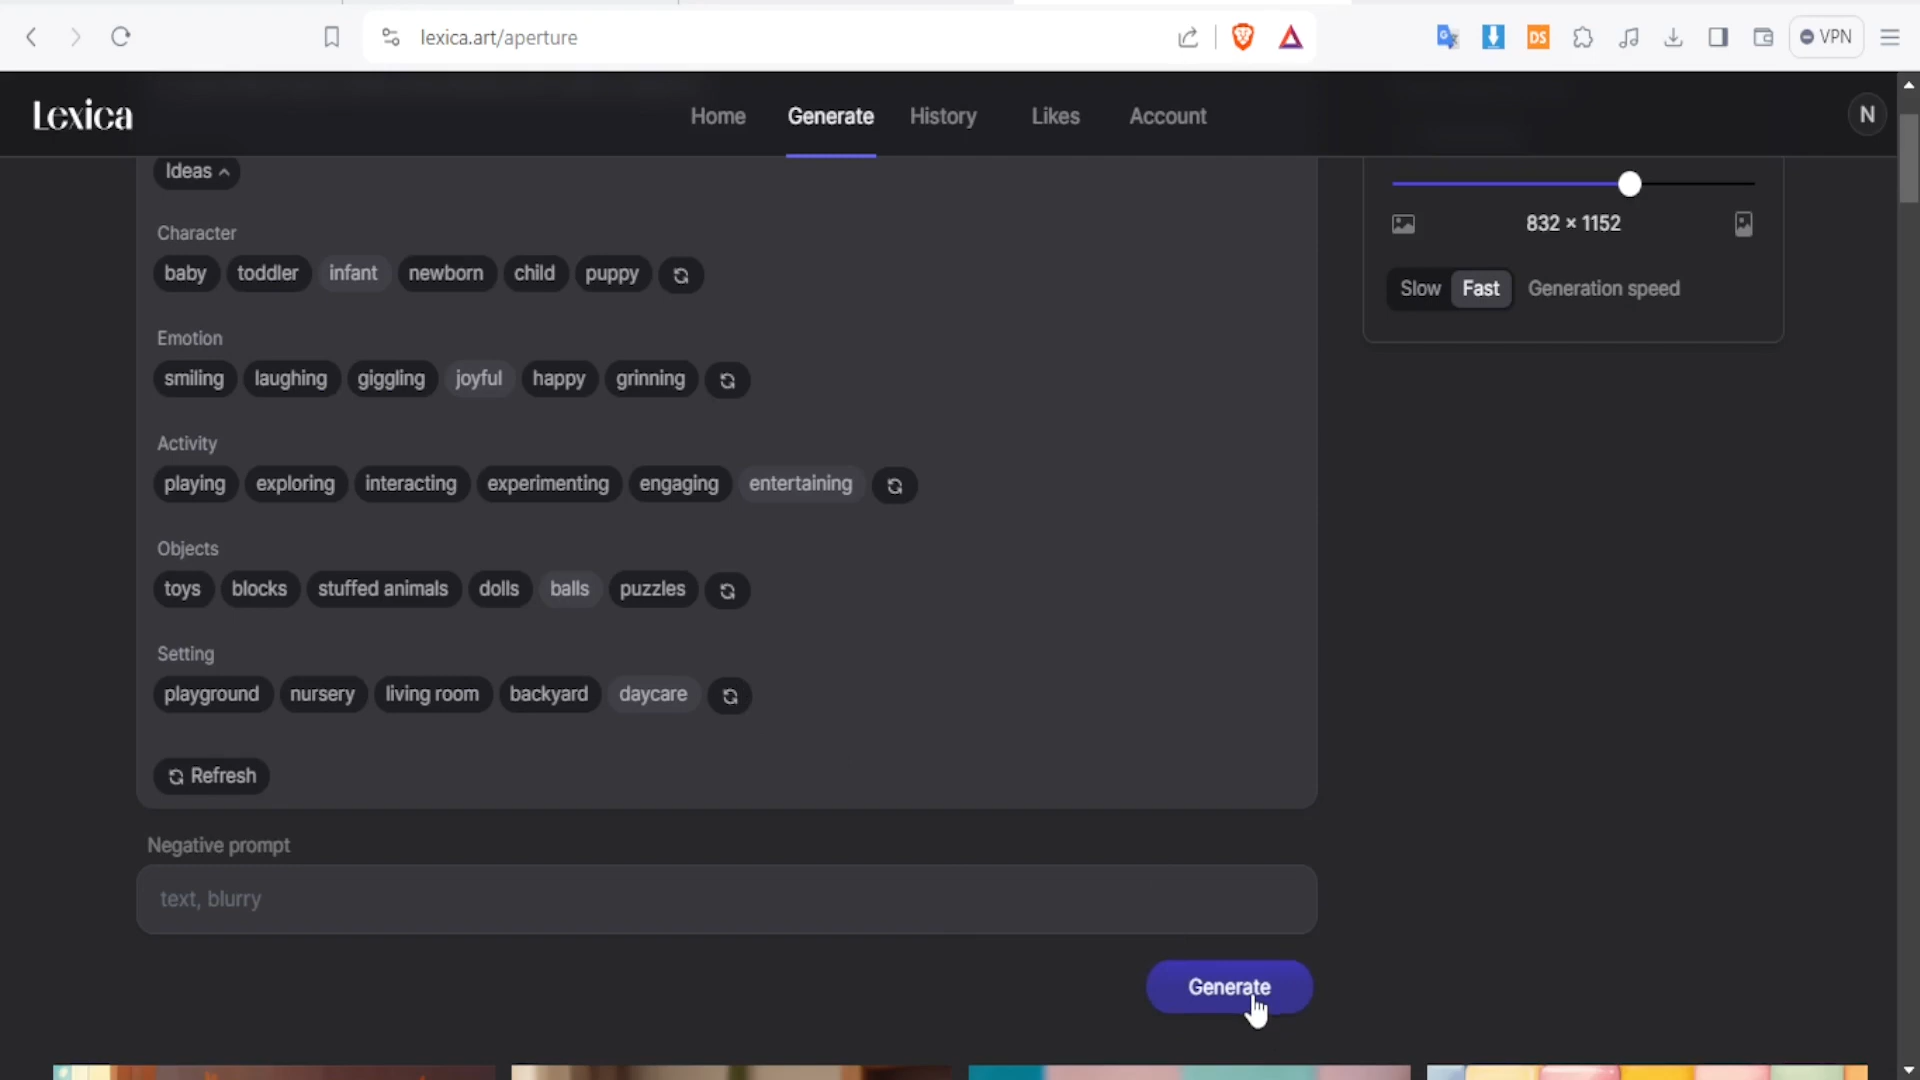 lexica.art/aperture
DS
VPN
Lexica
Home Generate History Likes Account
N
Ideas
832 × 1152
Character
baby toddler infant newborn child puppy
Slow Fast Generation speed
Emotion
smiling laughing giggling joyful happy grinning
Activity
playing exploring interacting experimenting engaging entertaining
Objects
toys blocks stuffed animals dolls balls puzzles
Setting
playground nursery living room backyard daycare
Refresh
Negative prompt
text, blurry
Generate